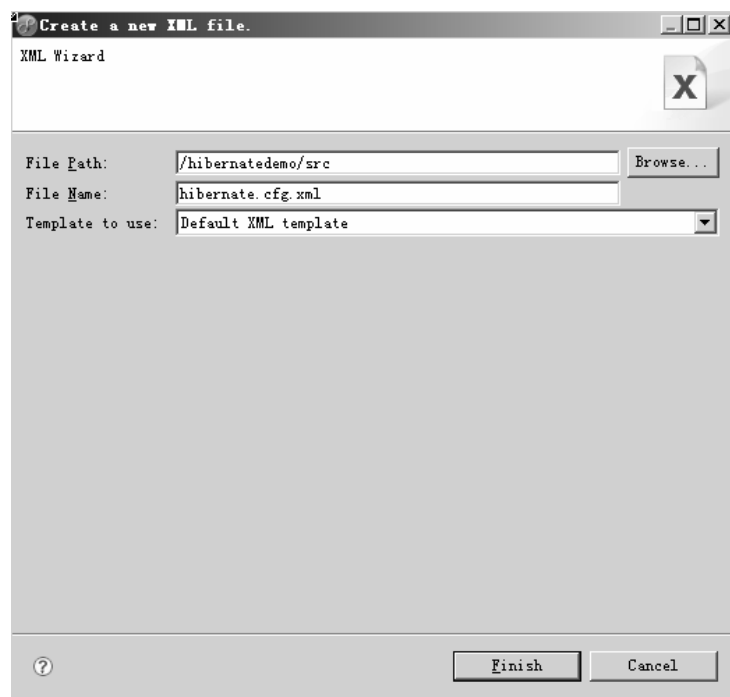 Create a new XML file.
XML Wizard
X
File Path: /hibernatedemo/src Browse...
File Name: hibernate.cfg.xml
Template to use: Default XML template
? Finish Cancel